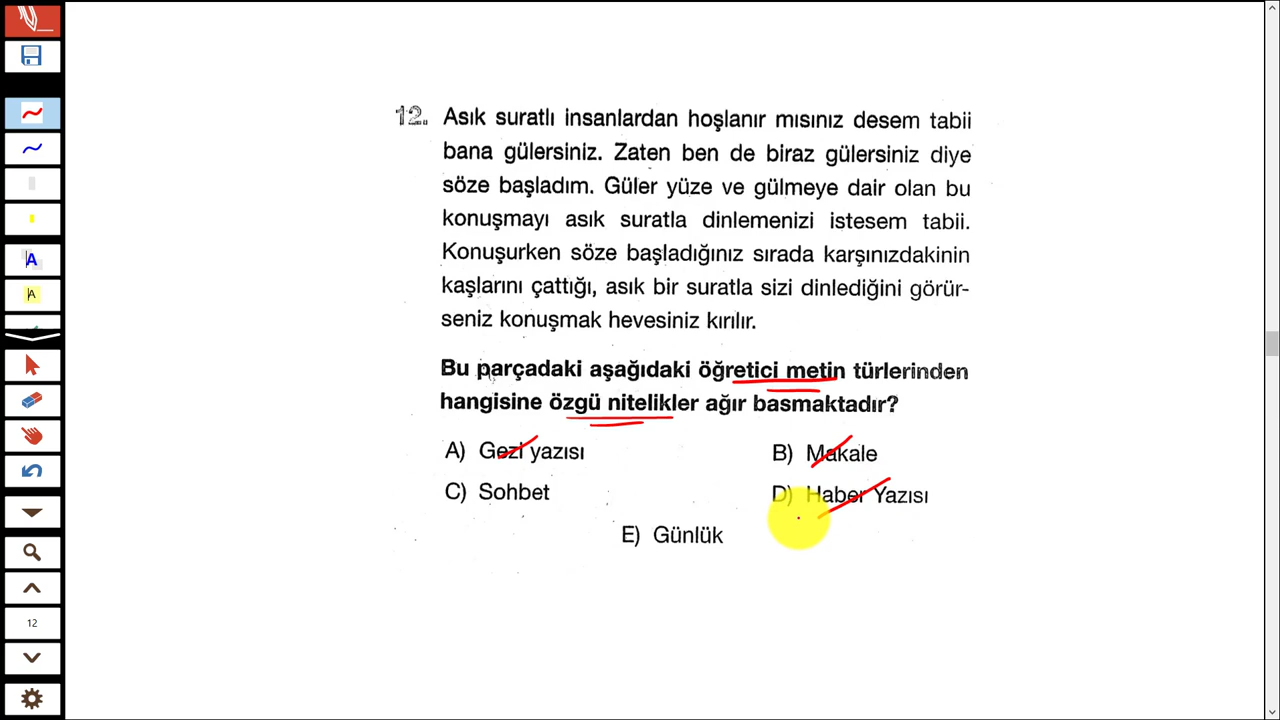 12. Asık suratlı insanlardan hoşlanır mısınız desem tabii
bana gülersiniz. Zaten ben de biraz gülersiniz diye
söze başladım. Güler yüze ve gülmeye dair olan bu
konuşmayı asık suratla dinlemenizi istesem tabii.
Konuşurken söze başladığınız sırada karşınızdakinin
kaşlarını çattığı, asık bir suratla sizi dinlediğini görür-
seniz konuşmak hevesiniz kırılır.
Bu parçadaki aşağıdaki öğretici metin türlerinden
hangisine özgü nitelikler ağır basmaktadır?
A) Gezi yazısı
B) Makale
C) Sohbet
D) Haber Yazısı
E) Günlük
A
A
12